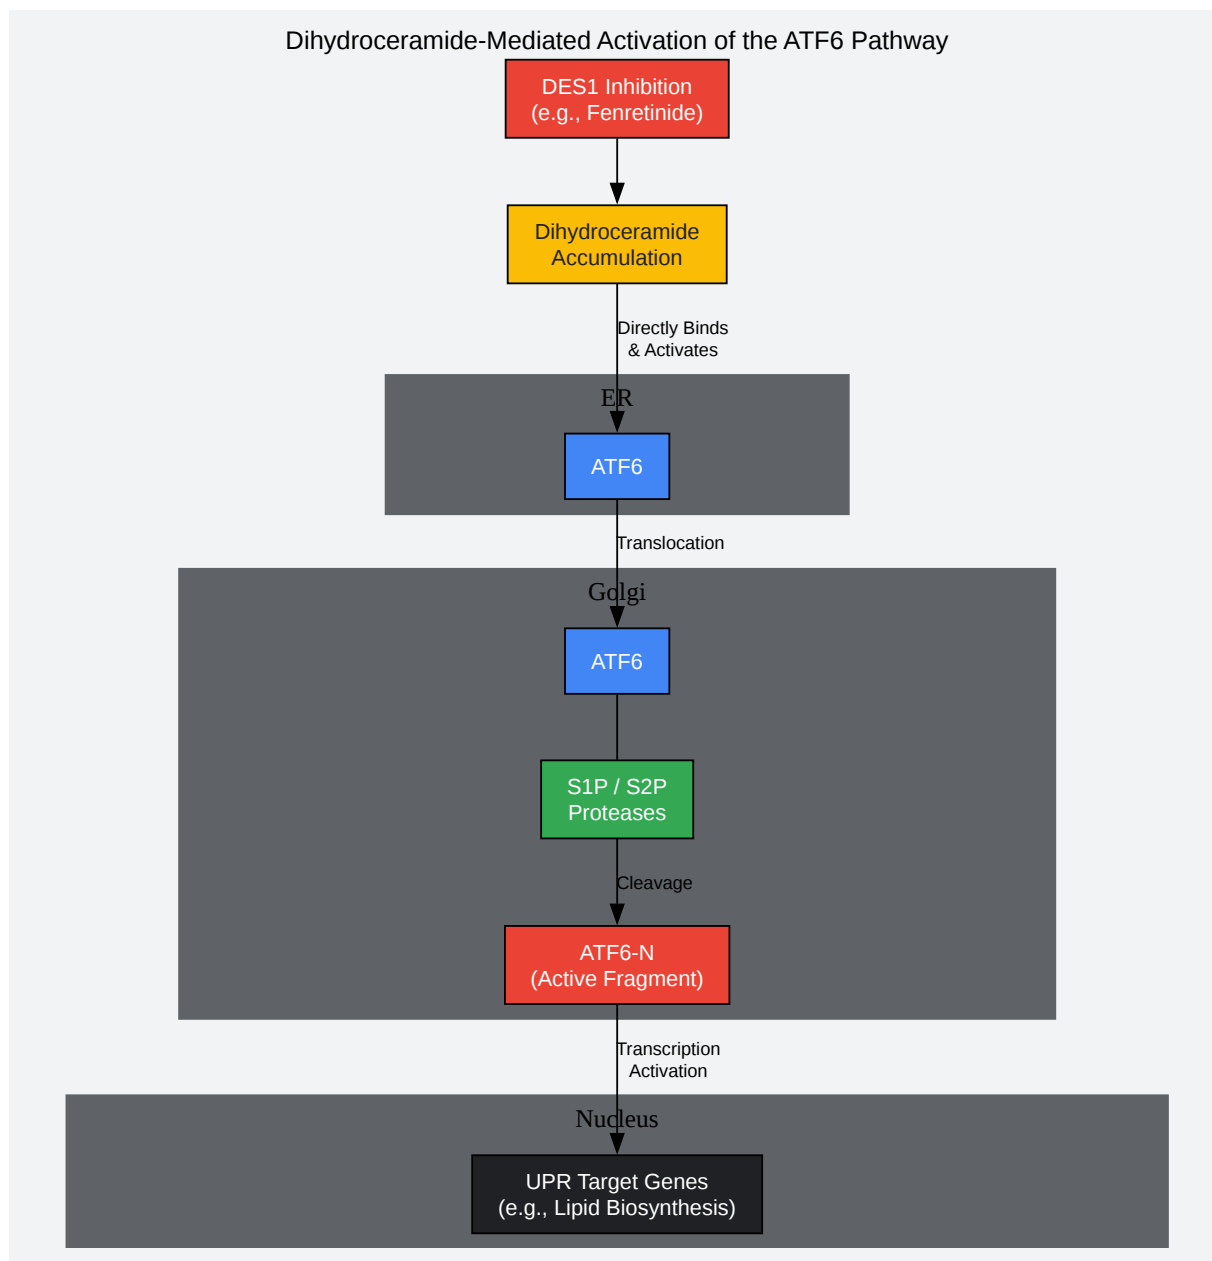 Dihydroceramide-Mediated Activation of the ATF6 Pathway
DES1 Inhibition
(e.g., Fenretinide)
Dihydroceramide
Accumulation
Directly Binds
& Activates
ER
ATF6
Translocation
Golgi
ATF6
S1P / S2P
Proteases
Cleavage
ATF6-N
(Active Fragment)
Transcription
Activation
Nucleus
UPR Target Genes
(e.g., Lipid Biosynthesis)